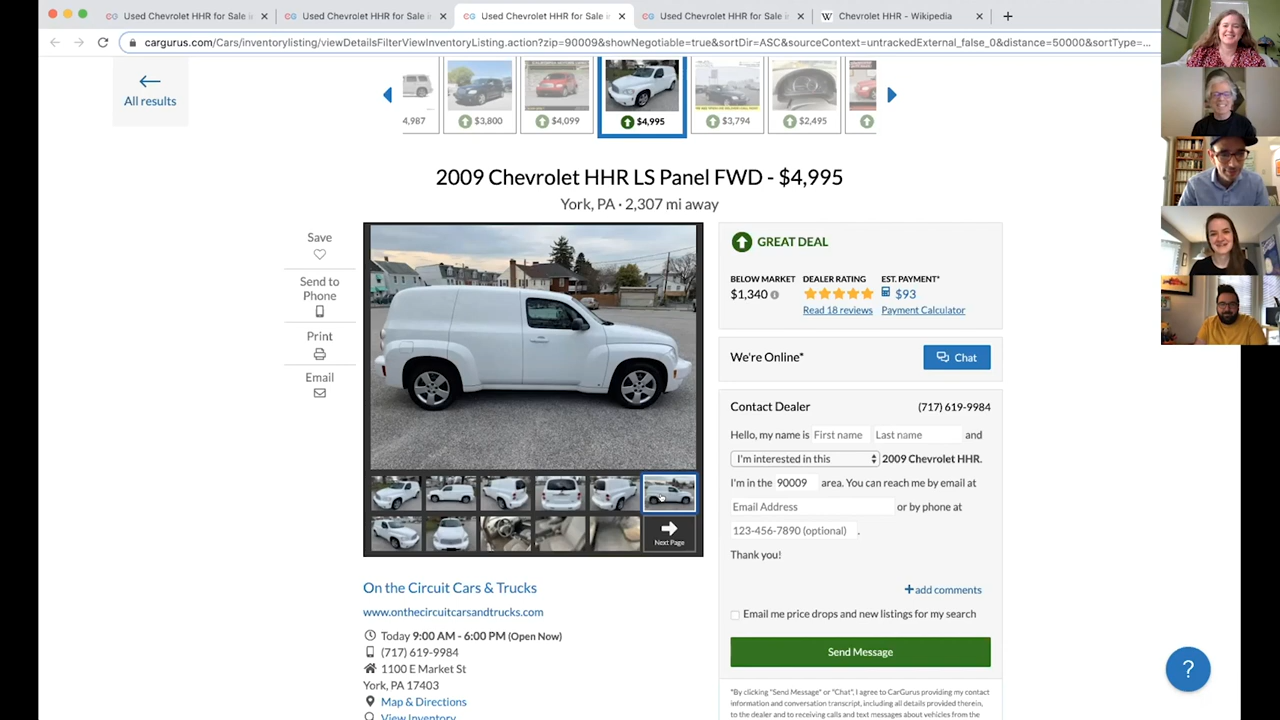 Used Chevrolet HHR for Sale i
Used Chevrolet HHR for Sale i
Used Chevrolet HHR for Sale i
Used Chevrolet HHR for Sale i
W Chevrolet HHR - Wikipedia
cargurus.com/Cars/inventorylisting/viewDetailsFilterViewInventoryListing.action?zip=90009&showNegotiable=true&sortDir=ASC&sourceContext=untrackedExternal_false_0&distance=50000&sortType=...
All results
4,987
$3,800
$4,099
$4,995
$3,794
$2,495
2009 Chevrolet HHR LS Panel FWD - $4,995
York, PA · 2,307 mi away
Save
Send to
Phone
Print
Email
Next Page
GREAT DEAL
BELOW MARKET
$1,340
DEALER RATING
Read 18 reviews
EST. PAYMENT*
$93
Payment Calculator
We're Online*
Chat
Contact Dealer
(717) 619-9984
Hello, my name is First name Last name and
I'm interested in this 2009 Chevrolet HHR.
I'm in the 90009 area. You can reach me by email at
Email Address or by phone at
123-456-7890 (optional) .
Thank you!
+add comments
Email me price drops and new listings for my search
Send Message
*By clicking "Send Message" or "Chat", I agree to CarGurus providing my contact
information and conversation transcript, including all details provided therein,
to the dealer and to receiving calls and text messages about vehicles from the
On the Circuit Cars & Trucks
www.onthecircuitcarsandtrucks.com
Today 9:00 AM - 6:00 PM (Open Now)
(717) 619-9984
1100 E Market St
York, PA 17403
Map & Directions
View Inventory
?